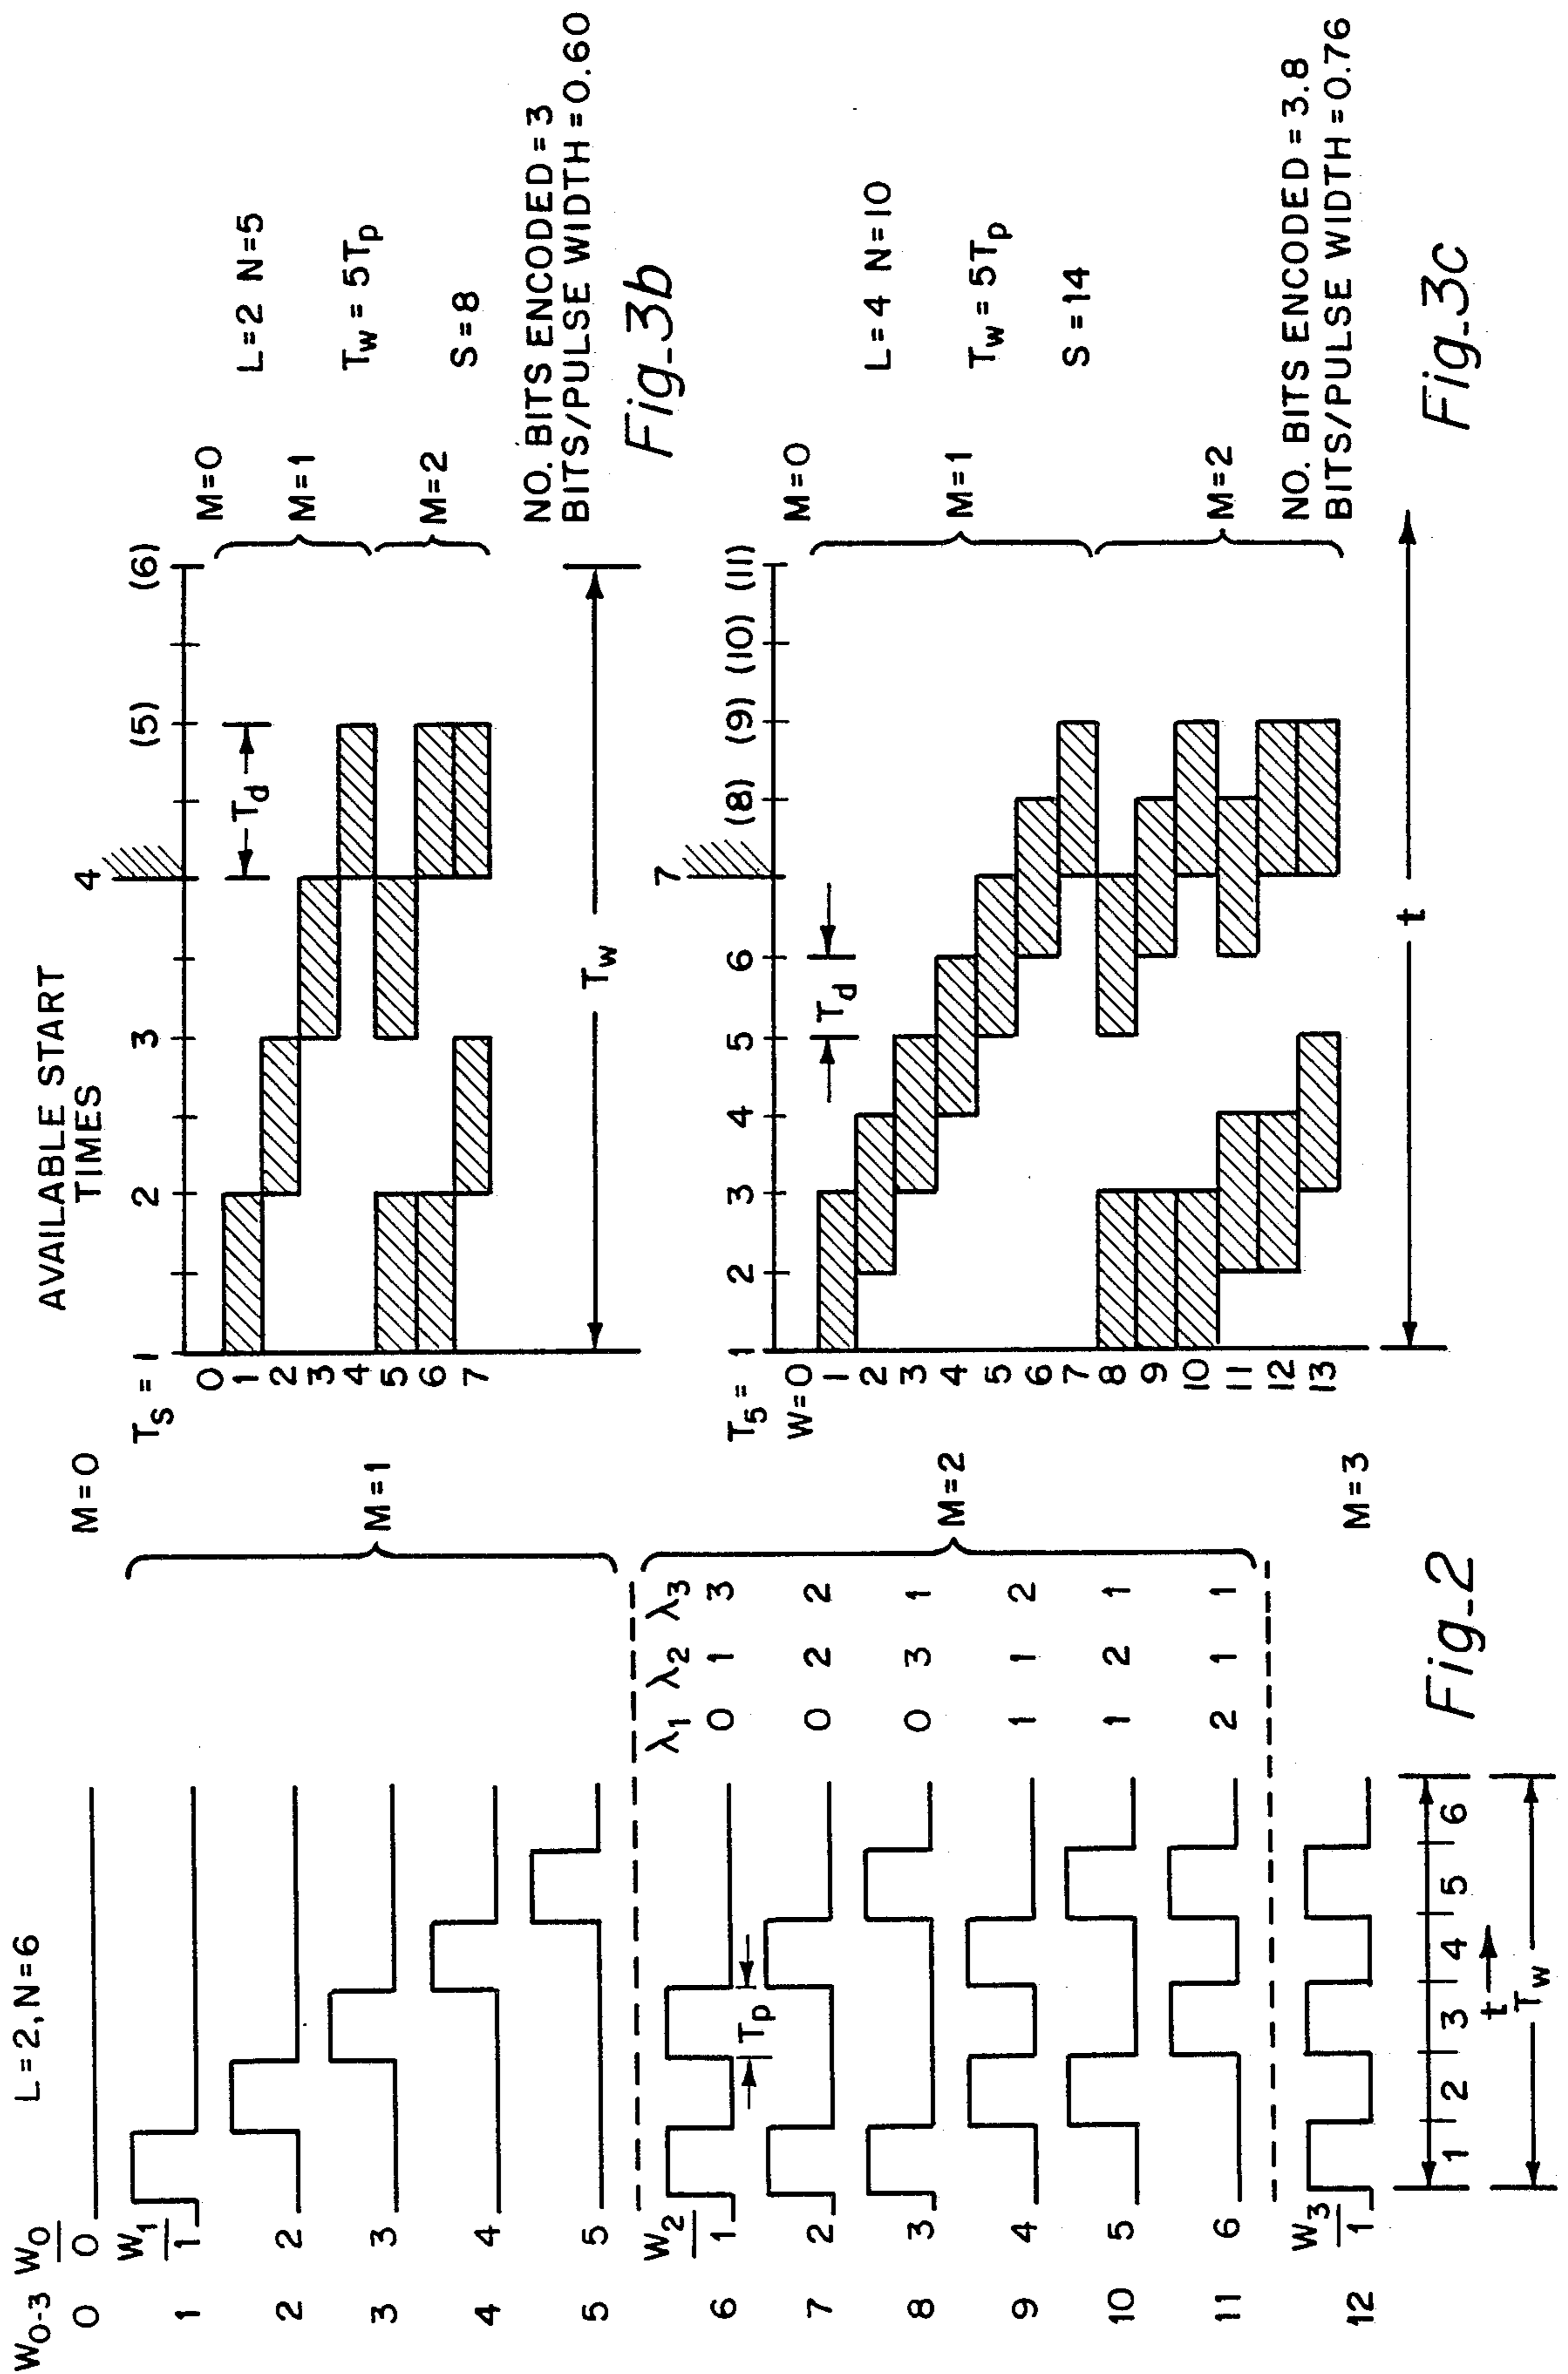 L=2, N=6
W0-3 W0
0 0 M=0
W1
1 1
2 2
3 3
4 4
5 5
M=1
W2 λ1 λ2 λ3
6 1 0 1 3
Tp
7 2 0 2 2
8 3 0 3 1
9 4 1 1 2
10 5 1 2 1
11 6 2 1 1
M=2
W3
12 1 M=3
1 2 3 4 5 6
t
Tw
Fig_2
AVAILABLE START
TIMES
TS = 1 2 3 4 (5) (6)
0 M=0
1
2
3
4
M=1
5
6
7
M=2
Td
Tw
L=2 N=5
Tw = 5Tp
S=8
NO. BITS ENCODED = 3
BITS/PULSE WIDTH = 0.60
Fig_3b
T5 = 1 2 3 4 5 6 7 (8) (9) (10) (11)
W=0 M=0
1
2
3
4
5
6
7
M=1
8
9
10
11
12
13
M=2
Td
t
L=4 N=10
Tw = 5Tp
S=14
NO. BITS ENCODED = 3.8
BITS/PULSE WIDTH = 0.76
Fig_3c